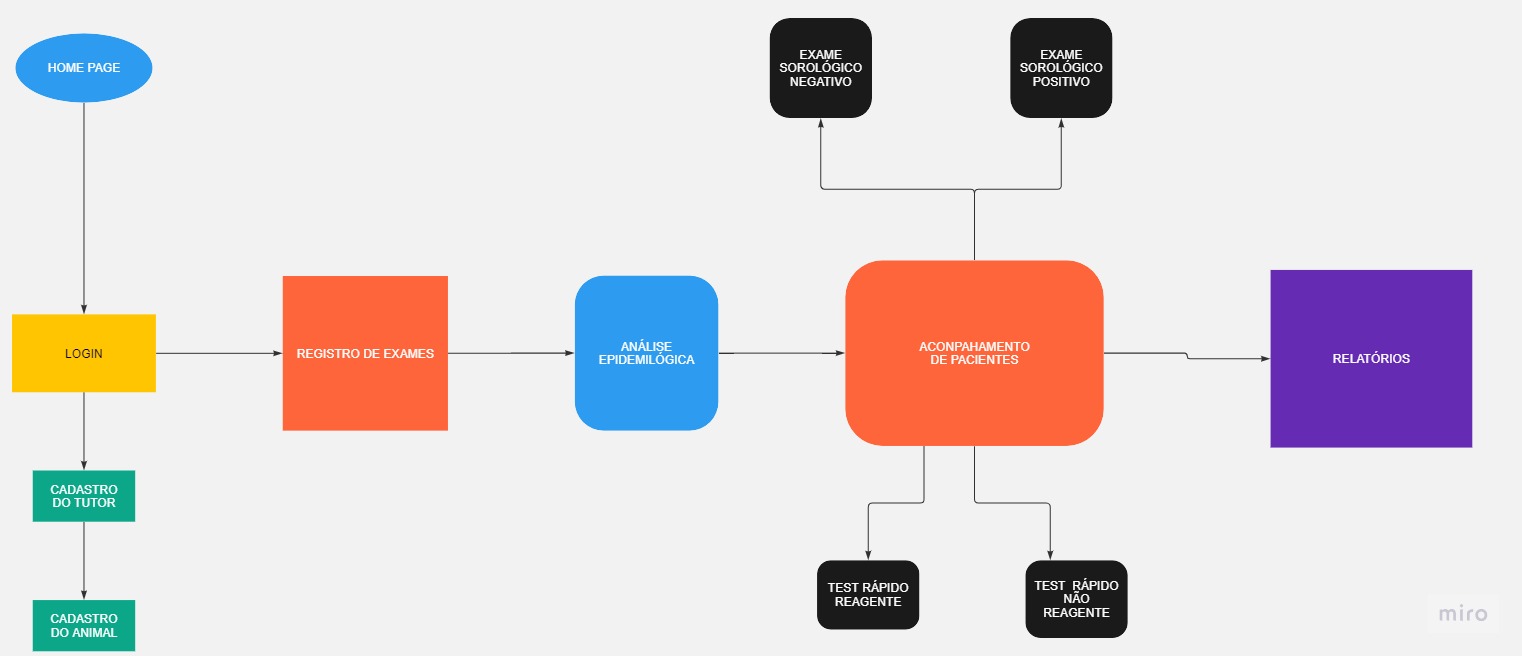 HOME PAGE
EXAME
SOROLÓGICO
NEGATIVO
EXAME
SOROLÓGICO
POSITIVO
LOGIN
REGISTRO DE EXAMES
ANÁLISE
EPIDEMILÓGICA
ACONPAHAMENTO
DE PACIENTES
RELATÓRIOS
CADASTRO
DO TUTOR
CADASTRO
DO ANIMAL
TEST RÁPIDO
REAGENTE
TEST  RÁPIDO
NÃO
REAGENTE
miro